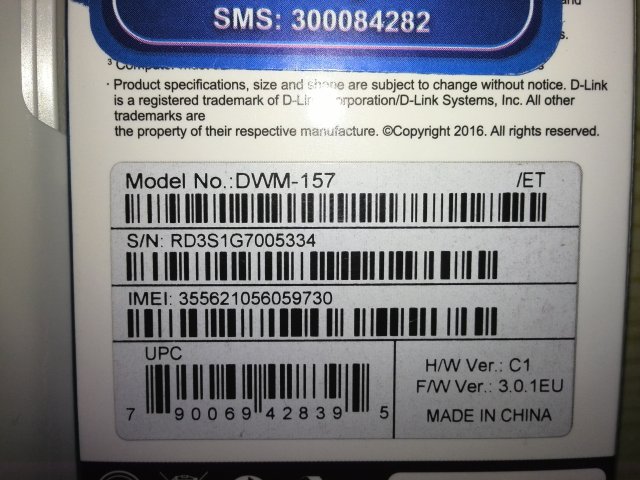 SMS: 300084282
s.
· Product specifications, size and shape are subject to change without notice. D-Link
is a registered trademark of D-Link Corporation/D-Link Systems, Inc. All other
trademarks are
the property of their respective manufacture. ©Copyright 2016. All rights reserved.
Model No.:DWM-157 /ET
S/N: RD3S1G7005334
IMEI: 355621056059730
UPC
7 90069 42839 5
H/W Ver.: C1
F/W Ver.: 3.0.1EU
MADE IN CHINA